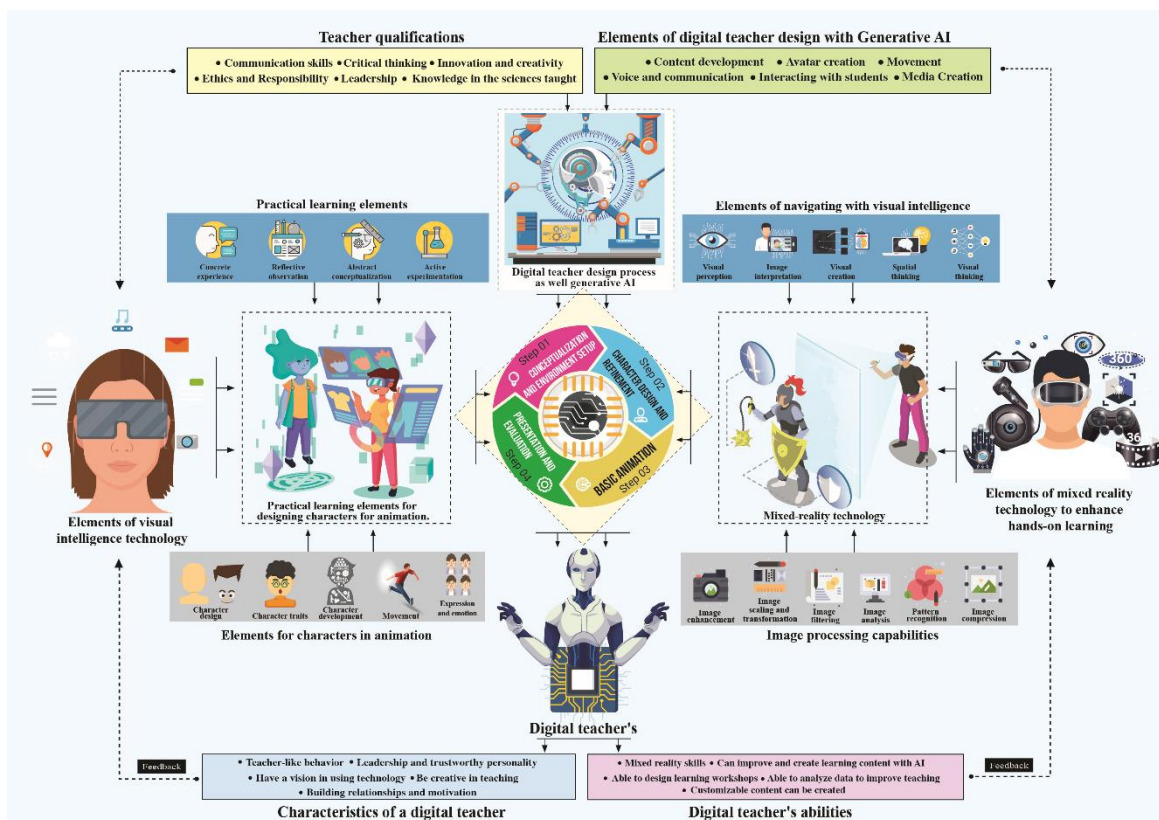 Teacher qualifications
• Communication skills • Critical thinking • Innovation and creativity
• Ethics and Responsibility • Leadership • Knowledge in the sciences taught
Elements of digital teacher design with Generative AI
• Content development • Avatar creation • Movement
• Voice and communication • Interacting with students • Media Creation
Digital teacher design process
as well generative AI
Practical learning elements
Concrete
experience
Reflective
observation
Abstract
conceptualization
Active
experimentation
Elements of navigating with visual intelligence
Visual
perception
Image
interpretation
Visual
creation
Spatial
thinking
Visual
thinking
Step 01
CONCEPTUALIZATION
AND ENVIRONMENT SETUP
Step 02
CHARACTER DESIGN AND
REFINEMENT
BASIC ANIMATION
Step 03
PRESENTATION AND
EVALUATION
Step 04
Elements of visual
intelligence technology
Practical learning elements for
designing characters for animation.
Mixed-reality technology
360
36
Elements of mixed reality
technology to enhance
hands-on learning
Character
design
Character traits
Character
development
Movement
Expression
and emotion
Elements for characters in animation
Image
enhancement
Image
scaling and
transformation
Image
filtering
Image
analysis
Pattern
recognition
Image
compression
Image processing capabilities
Digital teacher's
Feedback
• Teacher-like behavior • Leadership and trustworthy personality
• Have a vision in using technology • Be creative in teaching
• Building relationships and motivation
Characteristics of a digital teacher
• Mixed reality skills • Can improve and create learning content with AI
• Able to design learning workshops • Able to analyze data to improve teaching
• Customizable content can be created
Digital teacher's abilities
Feedback